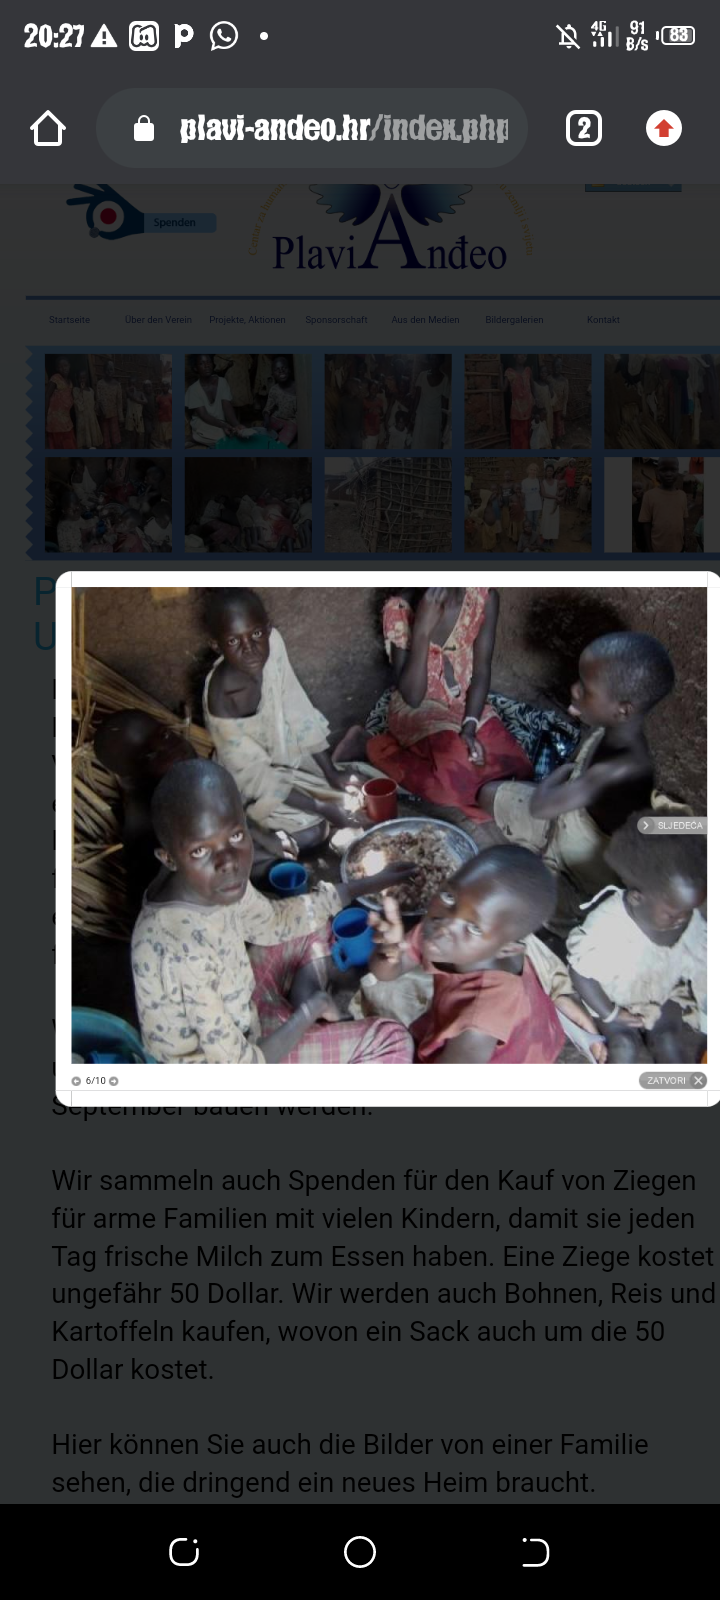 20:27
4G
91
B/s
83
plavi-andeo.hr/index.php
2
Spenden
Plavi Anđeo
Startseite Über den Verein Projekte, Aktionen Sponsorschaft Aus den Medien Bildergalerien Kontakt
P
U
SLJEDEĆA
6/10
ZATVORI
September bauen werden.
Wir sammeln auch Spenden für den Kauf von Ziegen
für arme Familien mit vielen Kindern, damit sie jeden
Tag frische Milch zum Essen haben. Eine Ziege kostet
ungefähr 50 Dollar. Wir werden auch Bohnen, Reis und
Kartoffeln kaufen, wovon ein Sack auch um die 50
Dollar kostet.
Hier können Sie auch die Bilder von einer Familie
sehen, die dringend ein neues Heim braucht.